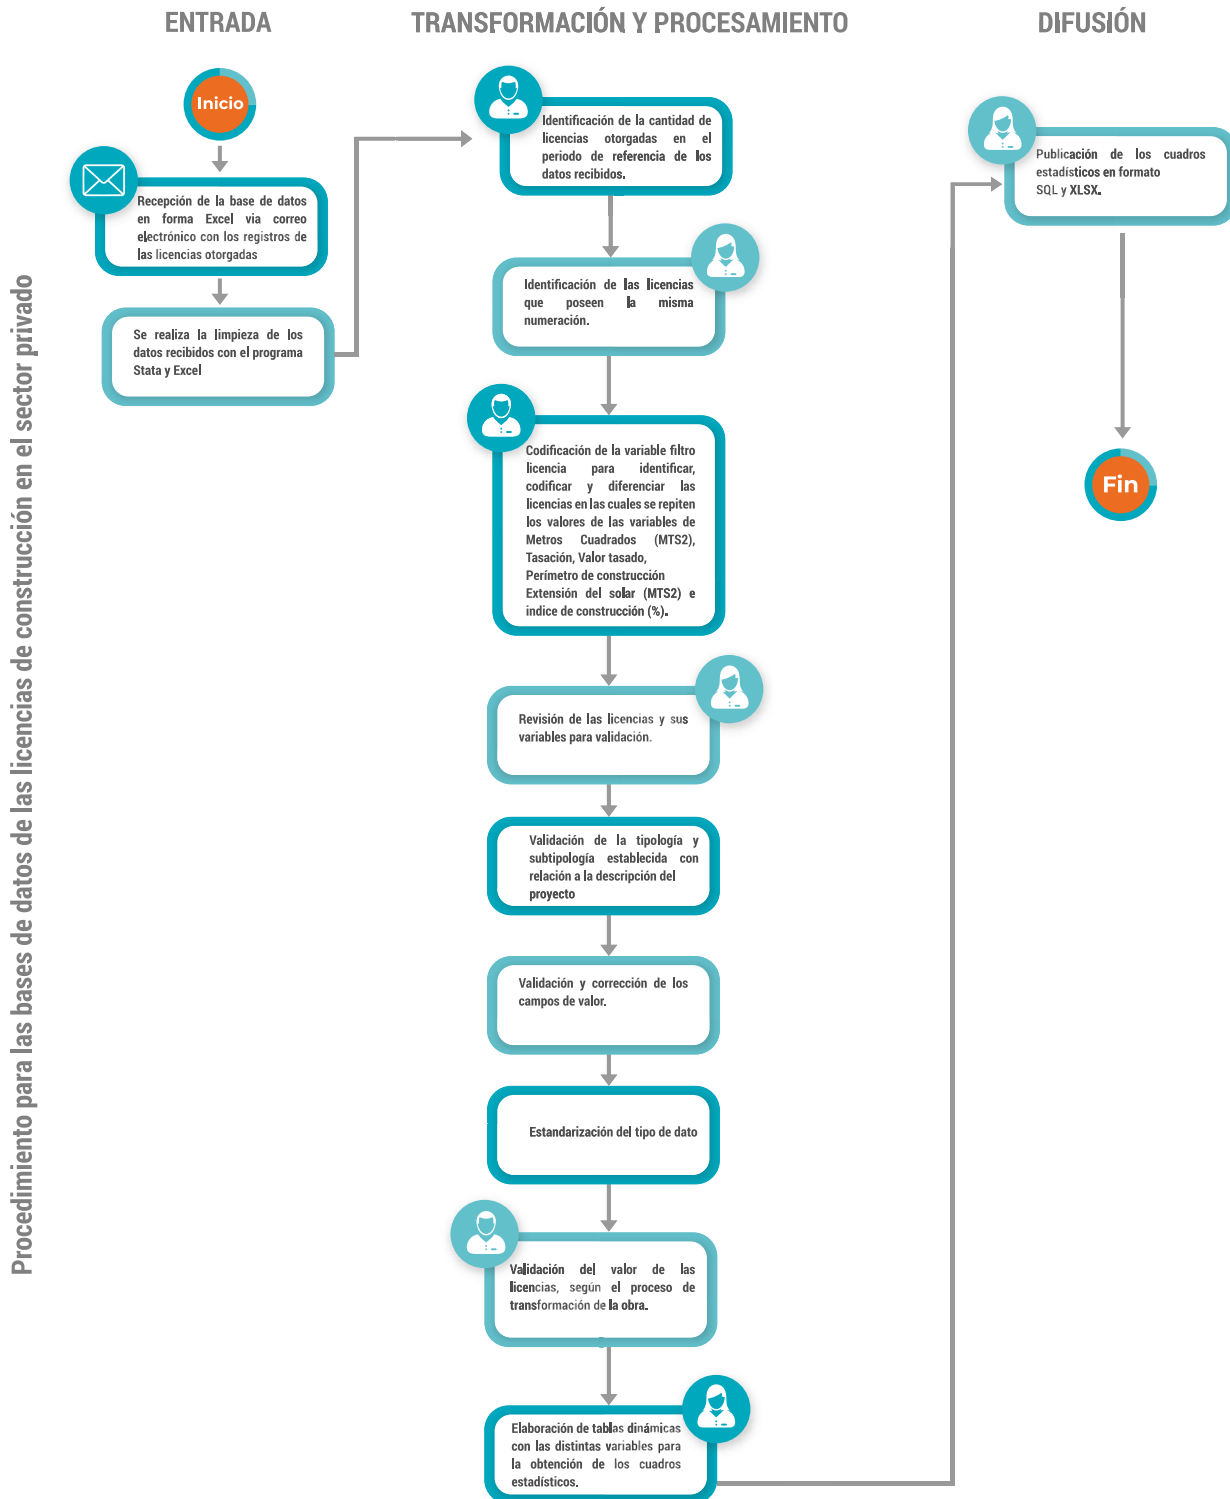 ENTRADA
Inicio
Recepción de la base de datos
en forma Excel via correo
electrónico con los registros de
las licencias otorgadas
Se realiza la limpieza de los
datos recibidos con el programa
Stata y Excel
TRANSFORMACIÓN Y PROCESAMIENTO
Identificación de la cantidad de
licencias otorgadas en el
periodo de referencia de los
datos recibidos.
Identificación de las licencias
que poseen la misma
numeración.
Codificación de la variable filtro
licencia para identificar,
codificar y diferenciar las
licencias en las cuales se repiten
los valores de las variables de
Metros Cuadrados (MTS2),
Tasación, Valor tasado,
Perímetro de construcción
Extensión del solar (MTS2) e
indice de construcción (%).
Revisión de las licencias y sus
variables para validación.
Validación de la tipología y
subtipología establecida con
relación a la descripción del
proyecto
Validación y corrección de los
campos de valor.
Estandarización del tipo de dato
Validación del valor de las
licencias, según el proceso de
transformación de la obra.
Elaboración de tablas dinámicas
con las distintas variables para
la obtención de los cuadros
estadísticos.
DIFUSIÓN
Publicación de los cuadros
estadísticos en formato
SQL y XLSX.
Fin
Procedimiento para las bases de datos de las licencias de construcción en el sector privado